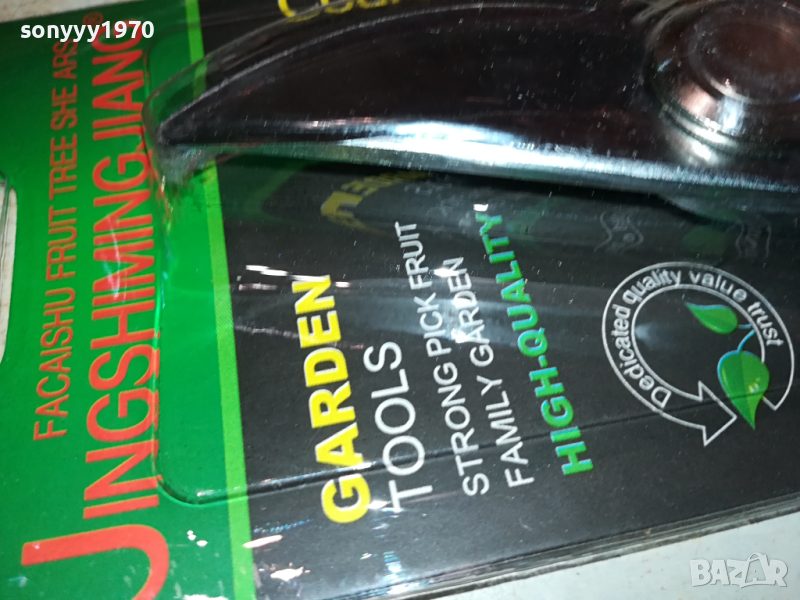 sonyyy1970
FACAISHU FRUIT TREE SHE ARS
JINGSHIMINGJIANG®
GARDEN
TOOLS
STRONG PICK FRUIT
FAMILY GARDEN
HIGH-QUALITY
Dedicated quality value trust
BAZAR